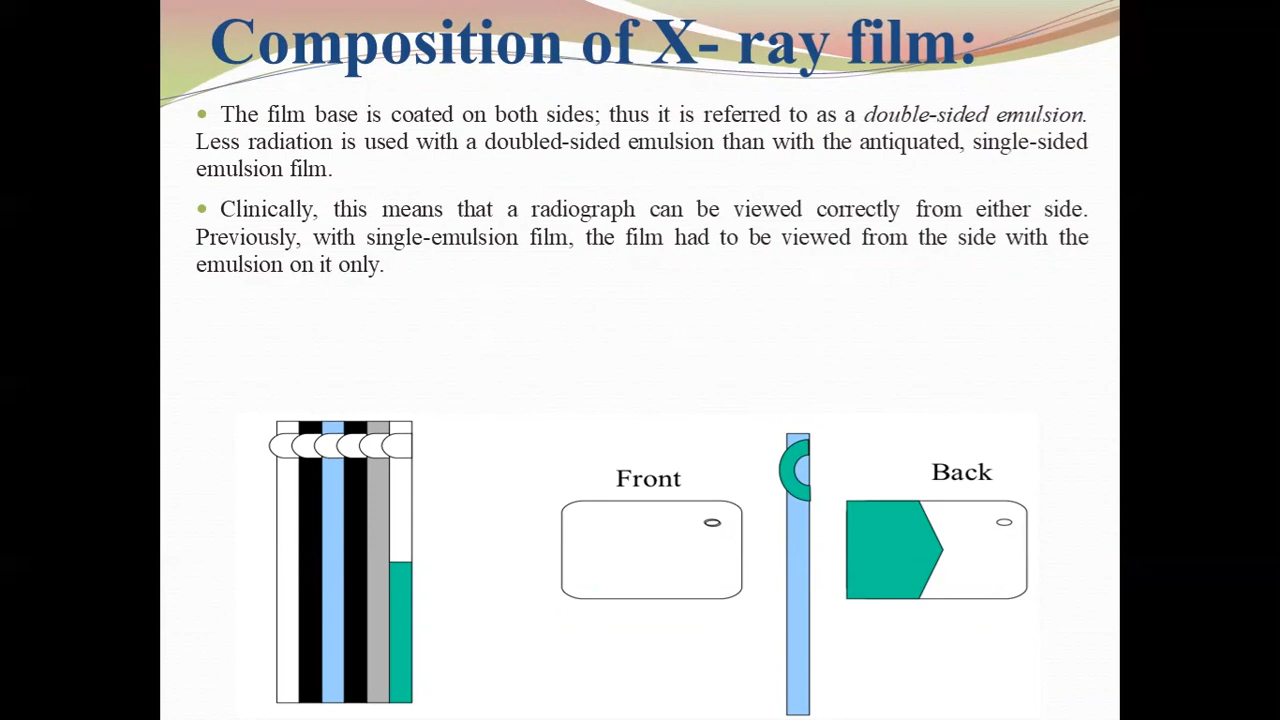 Composition of X- ray film:
• The film base is coated on both sides; thus it is referred to as a double-sided emulsion.
Less radiation is used with a doubled-sided emulsion than with the antiquated, single-sided
emulsion film.
• Clinically, this means that a radiograph can be viewed correctly from either side.
Previously, with single-emulsion film, the film had to be viewed from the side with the
emulsion on it only.
Front
Back